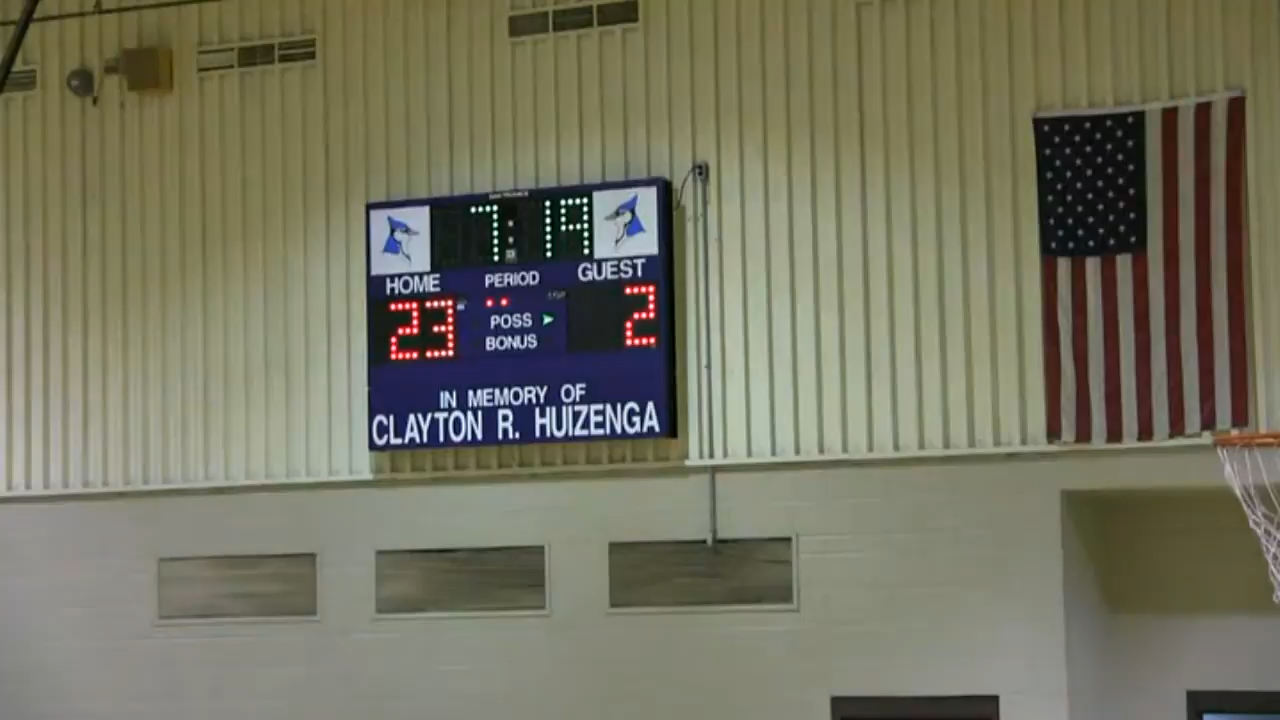 7:19
HOME PERIOD GUEST
23 POSS 2
BONUS
IN MEMORY OF
CLAYTON R. HUIZENGA